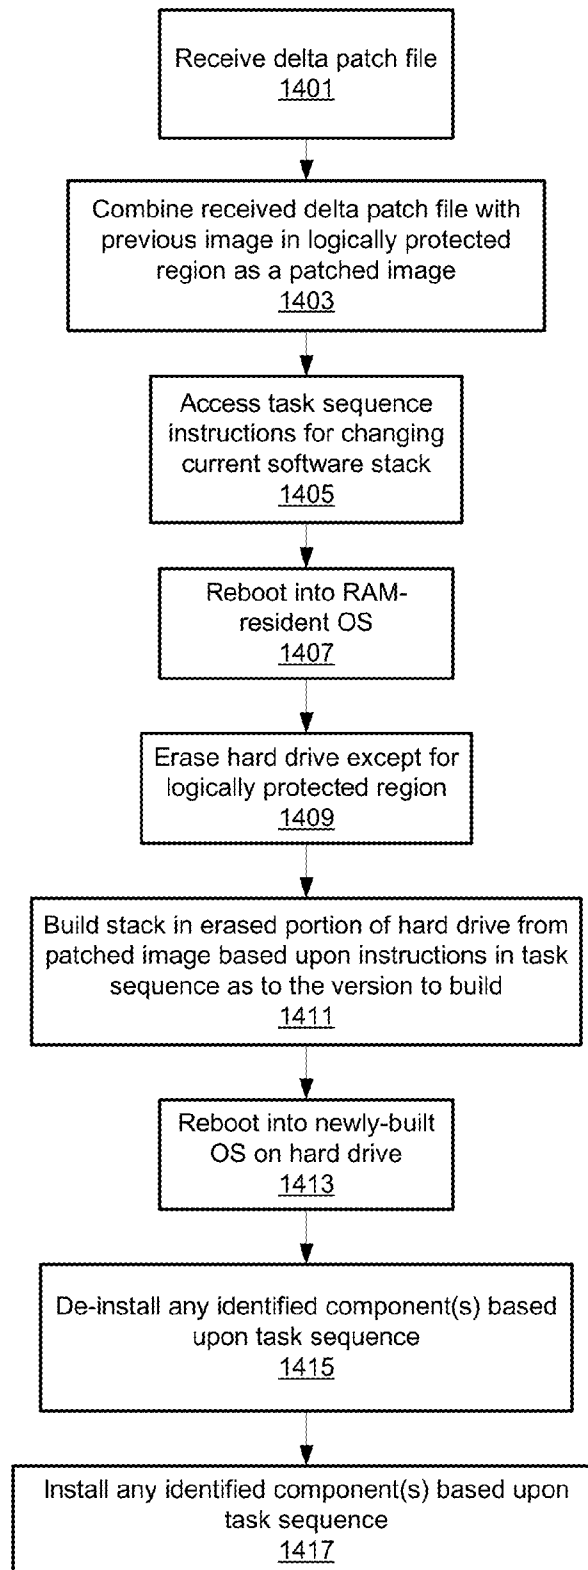 Receive delta patch file
1401
Combine received delta patch file with
previous image in logically protected
region as a patched image
1403
Access task sequence
instructions for changing
current software stack
1405
Reboot into RAM-
resident OS
1407
Erase hard drive except for
logically protected region
1409
Build stack in erased portion of hard drive from
patched image based upon instructions in task
sequence as to the version to build
1411
Reboot into newly-built
OS on hard drive
1413
De-install any identified component(s) based
upon task sequence
1415
Install any identified component(s) based upon
task sequence
1417